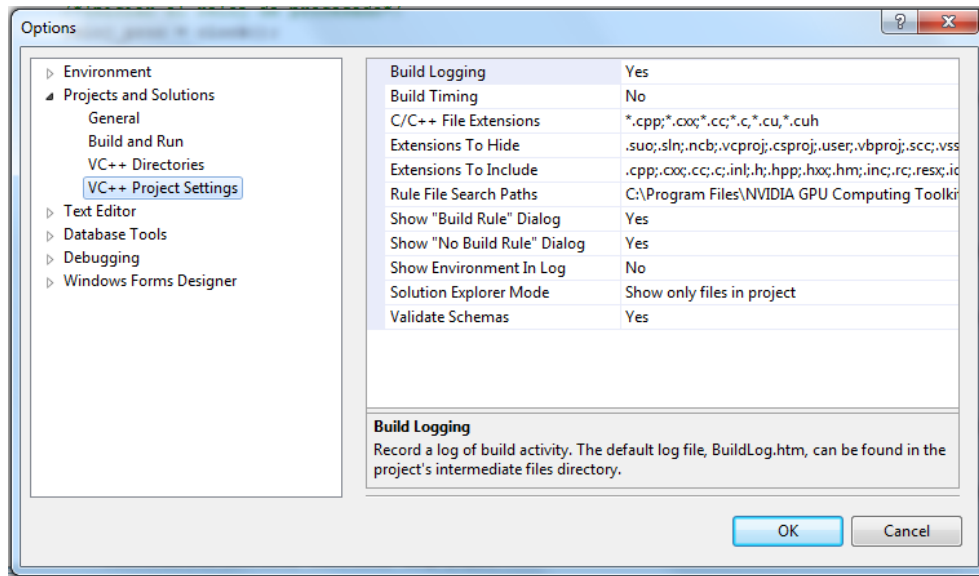 Options
Environment
Projects and Solutions
General
Build and Run
VC++ Directories
VC++ Project Settings
Text Editor
Database Tools
Debugging
Windows Forms Designer
Build Logging Yes
Build Timing No
C/C++ File Extensions *.cpp;*.cxx;*.cc;*.c,*.cu,*.cuh
Extensions To Hide .suo;.sln;.ncb;.vcproj;.csproj;.user;.vbproj;.scc;.vss
Extensions To Include .cpp;.cxx;.cc;.c;.inl;.h;.hpp;.hxx;.hm;.inc;.rc;.resx;.ic
Rule File Search Paths C:\Program Files\NVIDIA GPU Computing Toolki
Show "Build Rule" Dialog Yes
Show "No Build Rule" Dialog Yes
Show Environment In Log No
Solution Explorer Mode Show only files in project
Validate Schemas Yes
Build Logging
Record a log of build activity. The default log file, BuildLog.htm, can be found in the
project's intermediate files directory.
OK Cancel